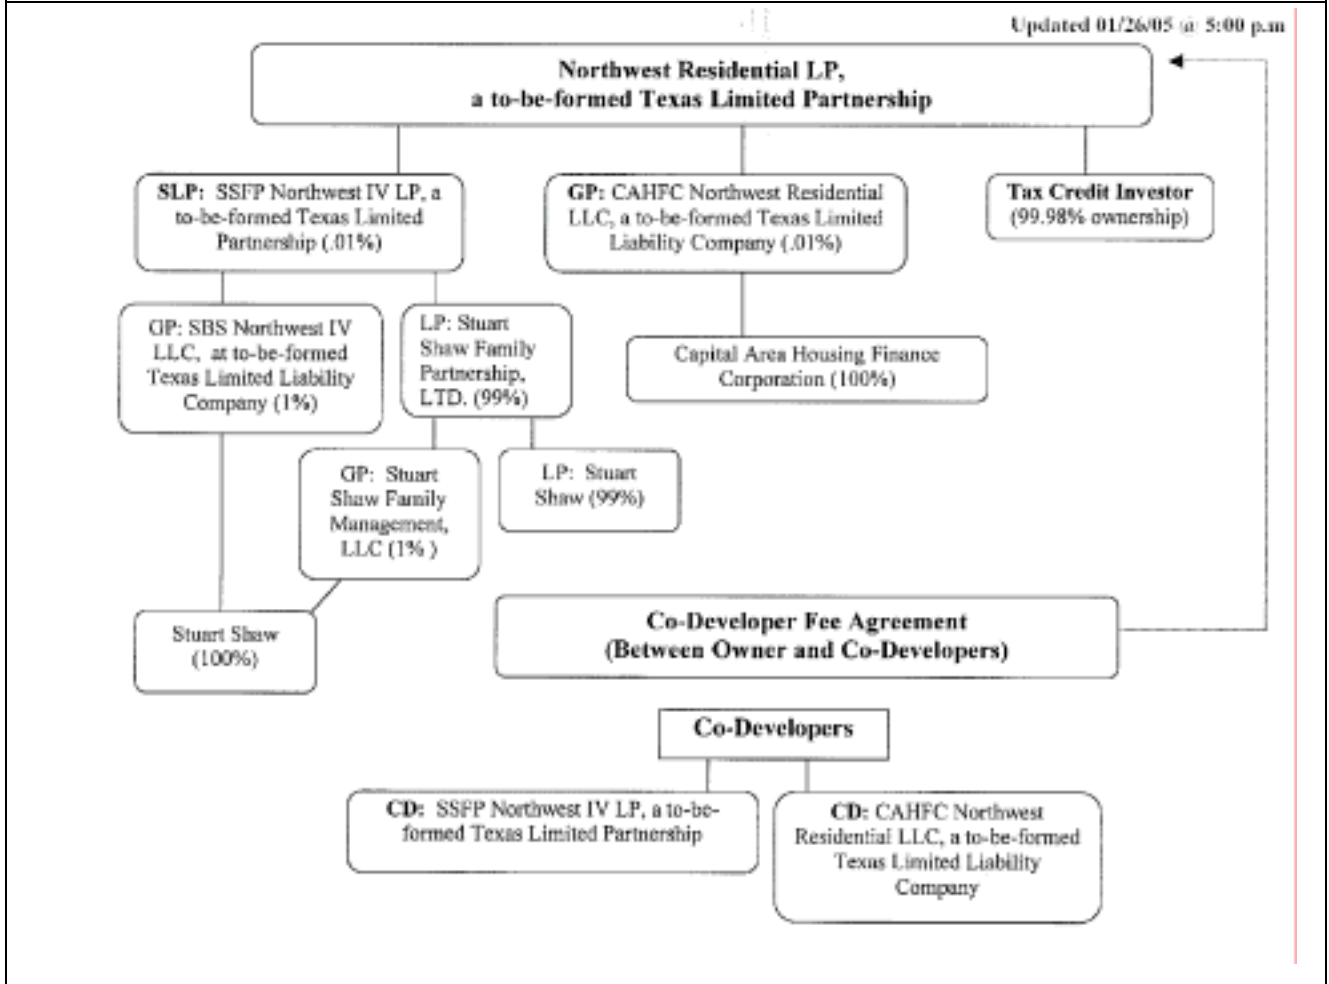 Updated 01/26/05 @ 5:00 p.m
Northwest Residential LP,
a to-be-formed Texas Limited Partnership
SLP: SSFP Northwest IV LP, a
to-be-formed Texas Limited
Partnership (.01%)
GP: CAHFC Northwest Residential
LLC, a to-be-formed Texas Limited
Liability Company (.01%)
Tax Credit Investor
(99.98% ownership)
GP: SBS Northwest IV
LLC, at to-be-formed
Texas Limited Liability
Company (1%)
LP: Stuart
Shaw Family
Partnership,
LTD. (99%)
Capital Area Housing Finance
Corporation (100%)
GP: Stuart
Shaw Family
Management,
LLC (1% )
LP: Stuart
Shaw (99%)
Stuart Shaw
(100%)
Co-Developer Fee Agreement
(Between Owner and Co-Developers)
Co-Developers
CD: SSFP Northwest IV LP, a to-be-
formed Texas Limited Partnership
CD: CAHFC Northwest
Residential LLC, a to-be-formed
Texas Limited Liability
Company